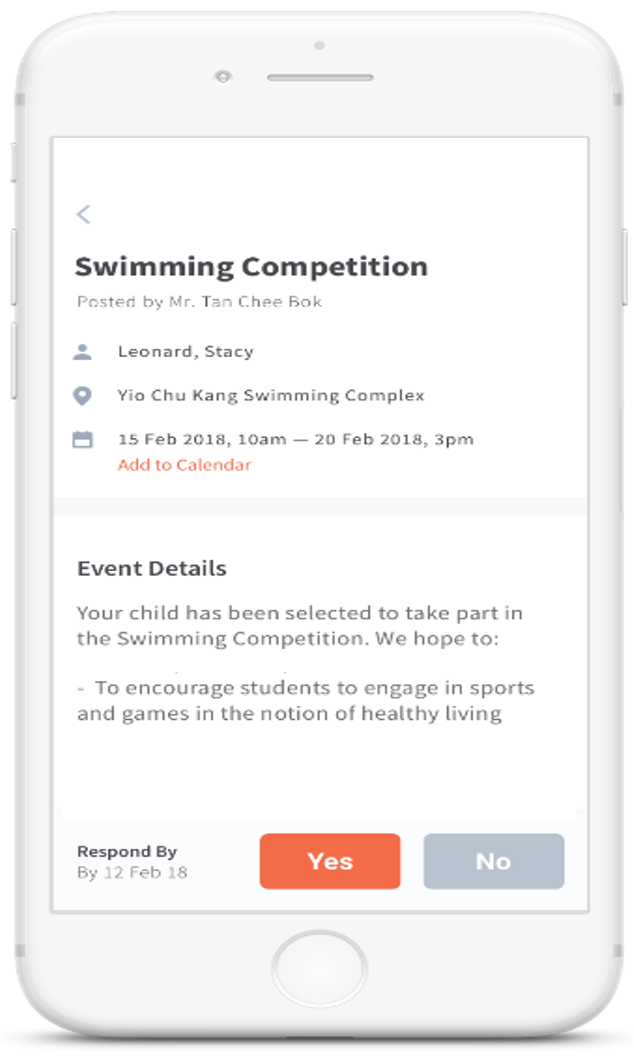 Swimming Competition
Posted by Mr. Tan Chee Bok
Leonard, Stacy
Yio Chu Kang Swimming Complex
15 Feb 2018, 10am — 20 Feb 2018, 3pm
Add to Calendar
Event Details
Your child has been selected to take part in
the Swimming Competition. We hope to:
- To encourage students to engage in sports
and games in the notion of healthy living
Respond By
By 12 Feb 18
Yes
No